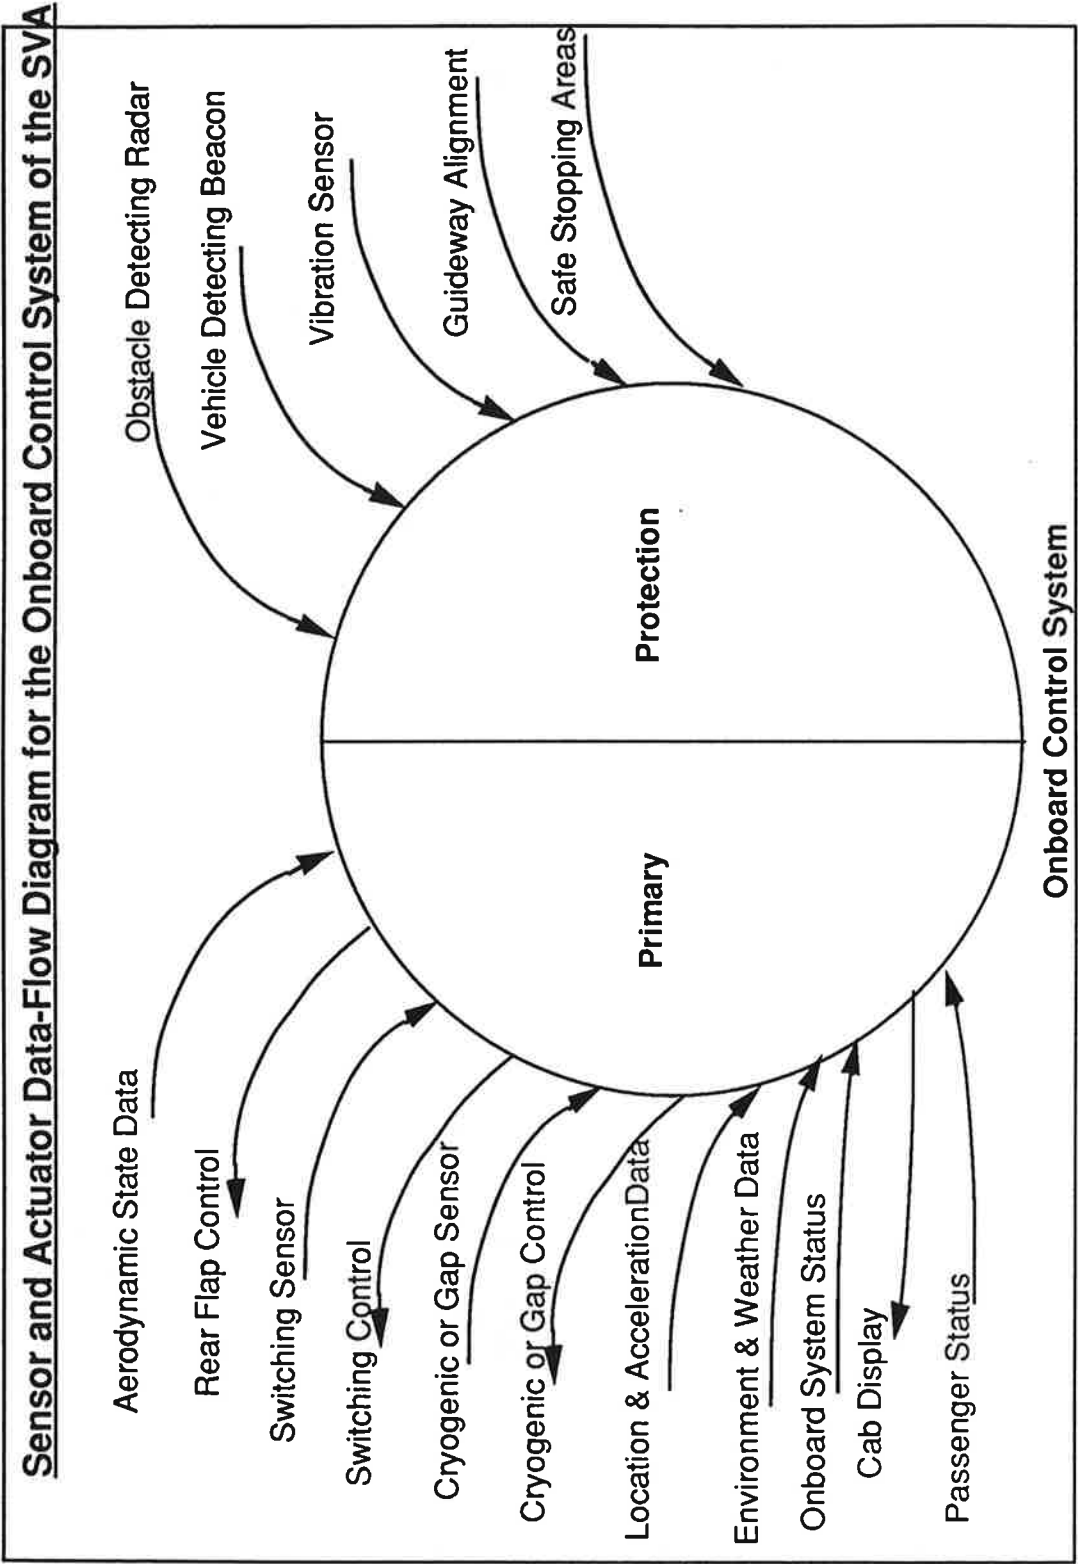 Sensor and Actuator Data-Flow Diagram for the Onboard Control System of the SVA
Aerodynamic State Data
Rear Flap Control
Switching Sensor
Switching Control
Cryogenic or Gap Sensor
Cryogenic or Gap Control
Location & AccelerationData
Environment & Weather Data
Onboard System Status
Cab Display
Passenger Status
Primary
Protection
Obstacle Detecting Radar
Vehicle Detecting Beacon
Vibration Sensor
Guideway Alignment
Safe Stopping Areas
Onboard Control System